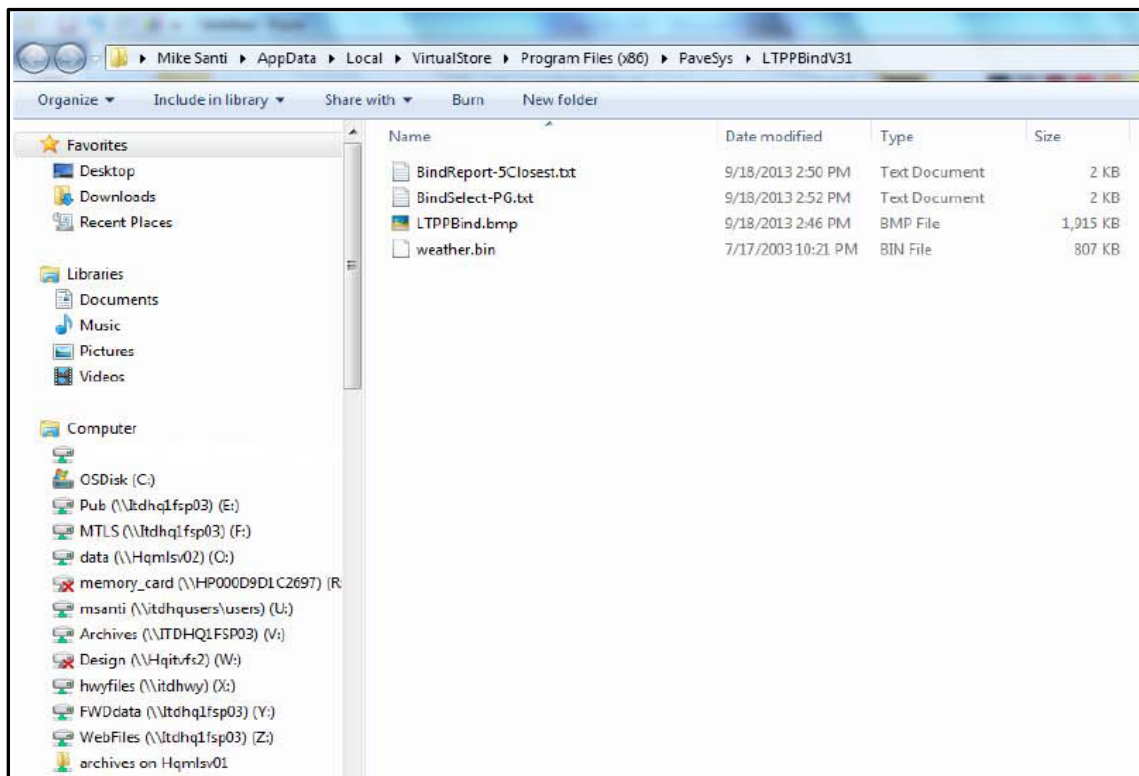 Mike Santi ▸ AppData ▸ Local ▸ VirtualStore ▸ Program Files (x86) ▸ PaveSys ▸ LTPPBindV31
Organize Include in library Share with Burn New folder
Favorites
Desktop
Downloads
Recent Places
Libraries
Documents
Music
Pictures
Videos
Computer
OSDisk (C:)
Pub (\\Itdhq1fsp03) (E:)
MTLS (\\Itdhq1fsp03) (F:)
data (\\Hqmlsv02) (O:)
memory_card (\\HP000D9D1C2697) (R:
msanti (\\itdhqusers\users) (U:)
Archives (\\ITDHQ1FSP03) (V:)
Design (\\Hqitvfs2) (W:)
hwyfiles (\\itdhwy) (X:)
FWDdata (\\Itdhq1fsp03) (Y:)
WebFiles (\\Itdhq1fsp03) (Z:)
archives on Hqmlsv01
Name Date modified Type Size
BindReport-5Closest.txt 9/18/2013 2:50 PM Text Document 2 KB
BindSelect-PG.txt 9/18/2013 2:52 PM Text Document 2 KB
LTPPBind.bmp 9/18/2013 2:46 PM BMP File 1,915 KB
weather.bin 7/17/2003 10:21 PM BIN File 807 KB